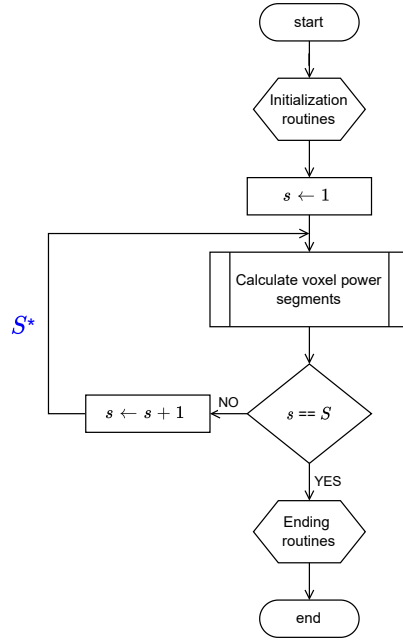 start
Initialization
routines
s ← 1
Calculate voxel power
segments
S*
s ← s + 1
NO
s == S
YES
Ending
routines
end